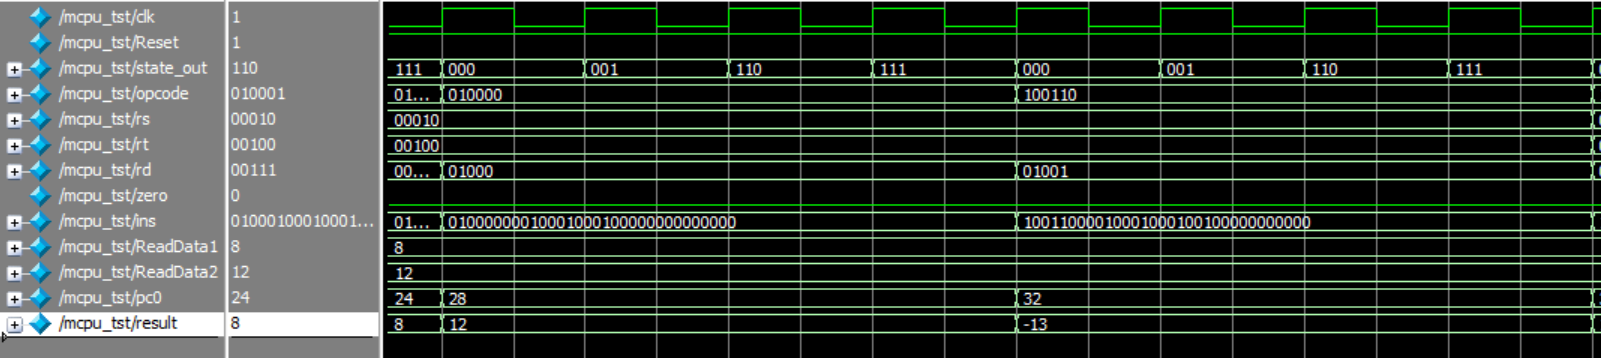 /mcpu_tst/clk 1
/mcpu_tst/Reset 1
/mcpu_tst/state_out 110 111 000 001 110 111 000 001 110 111
/mcpu_tst/opcode 010001 01... 010000 100110
/mcpu_tst/rs 00010 00010
/mcpu_tst/rt 00100 00100
/mcpu_tst/rd 00111 00... 01000 01001
/mcpu_tst/zero 0
/mcpu_tst/ins 01000100010001... 01... 01000000010001000100000000000000 10011000010001000100100000000000
/mcpu_tst/ReadData1 8 8
/mcpu_tst/ReadData2 12 12
/mcpu_tst/pc0 24 24 28 32
/mcpu_tst/result 8 8 12 -13